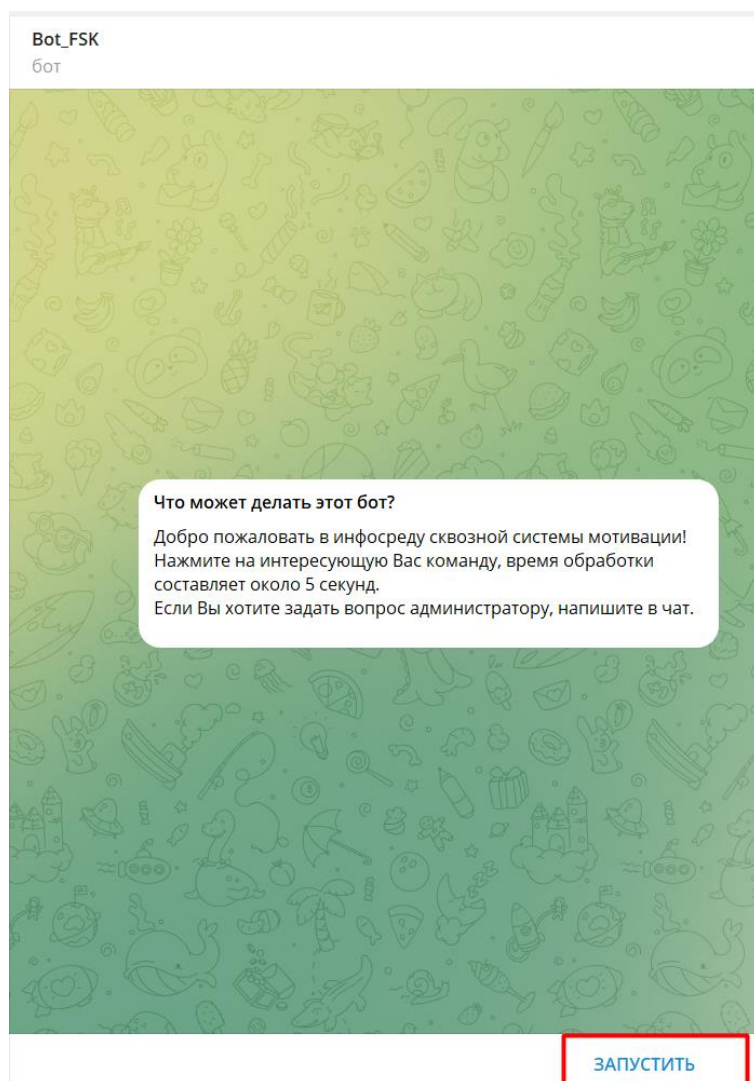 Bot_FSK
бот
Что может делать этот бот?
Добро пожаловать в инфосреду сквозной системы мотивации!
Нажмите на интересующую Вас команду, время обработки
составляет около 5 секунд.
Если Вы хотите задать вопрос администратору, напишите в чат.
ЗАПУСТИТЬ